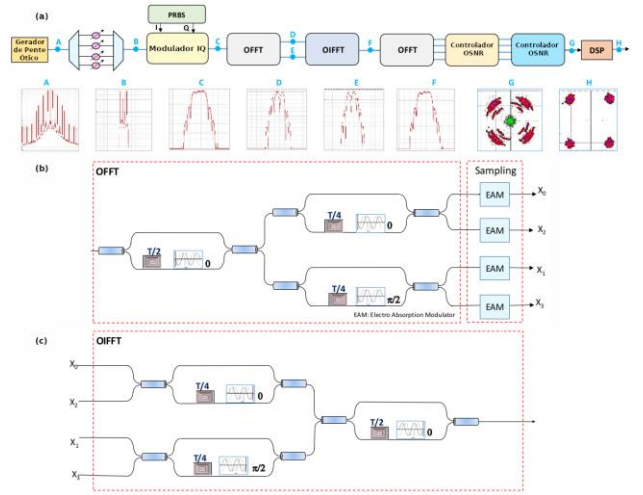 (a)
PRBS
I
Q
Gerador
de Pente
Ótico
A
B
Modulador IQ
C
OFFT
D
E
OIFFT
F
OFFT
Controlador
OSNR
Controlador
OSNR
G
DSP
H
A B C D E F G H
(b)
OFFT
Sampling
T/4
0
EAM
X0
EAM
X2
T/2
0
T/4
π/2
EAM
X1
EAM
X3
EAM: Electro Absorption Modulator
(c)
OIFFT
X0
T/4
0
X2
T/2
0
X1
T/4
π/2
X3